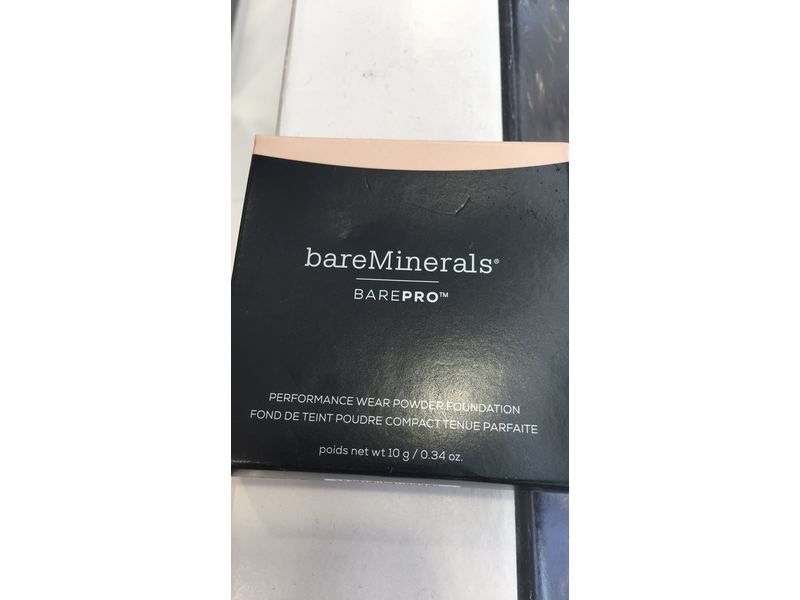 bareMinerals®
BAREPRO™
PERFORMANCE WEAR POWDER FOUNDATION
FOND DE TEINT POUDRE COMPACT TENUE PARFAITE
poids net wt 10 g / 0.34 oz.